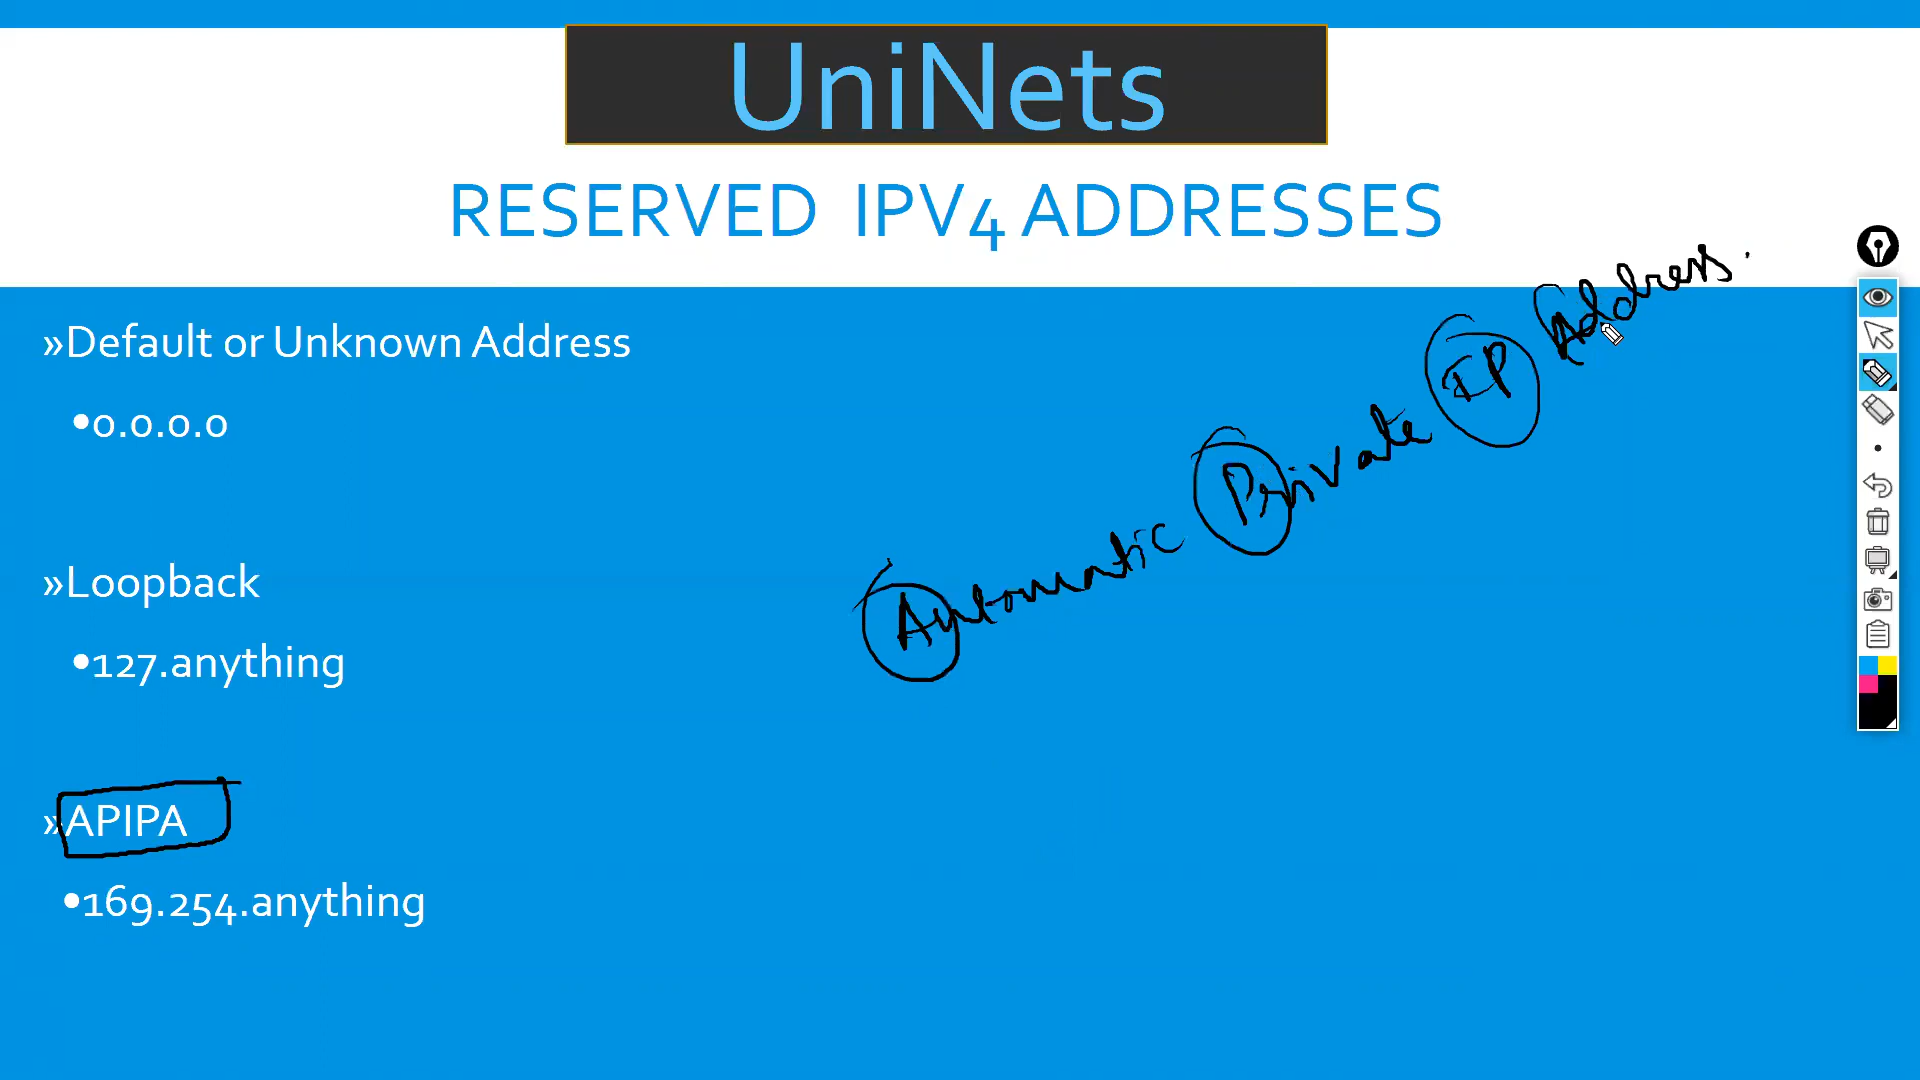 UniNets
RESERVED IPV4 ADDRESSES
»Default or Unknown Address
•0.0.0.0
»Loopback
•127.anything
»APIPA
•169.254.anything
Automatic Private IP Address.